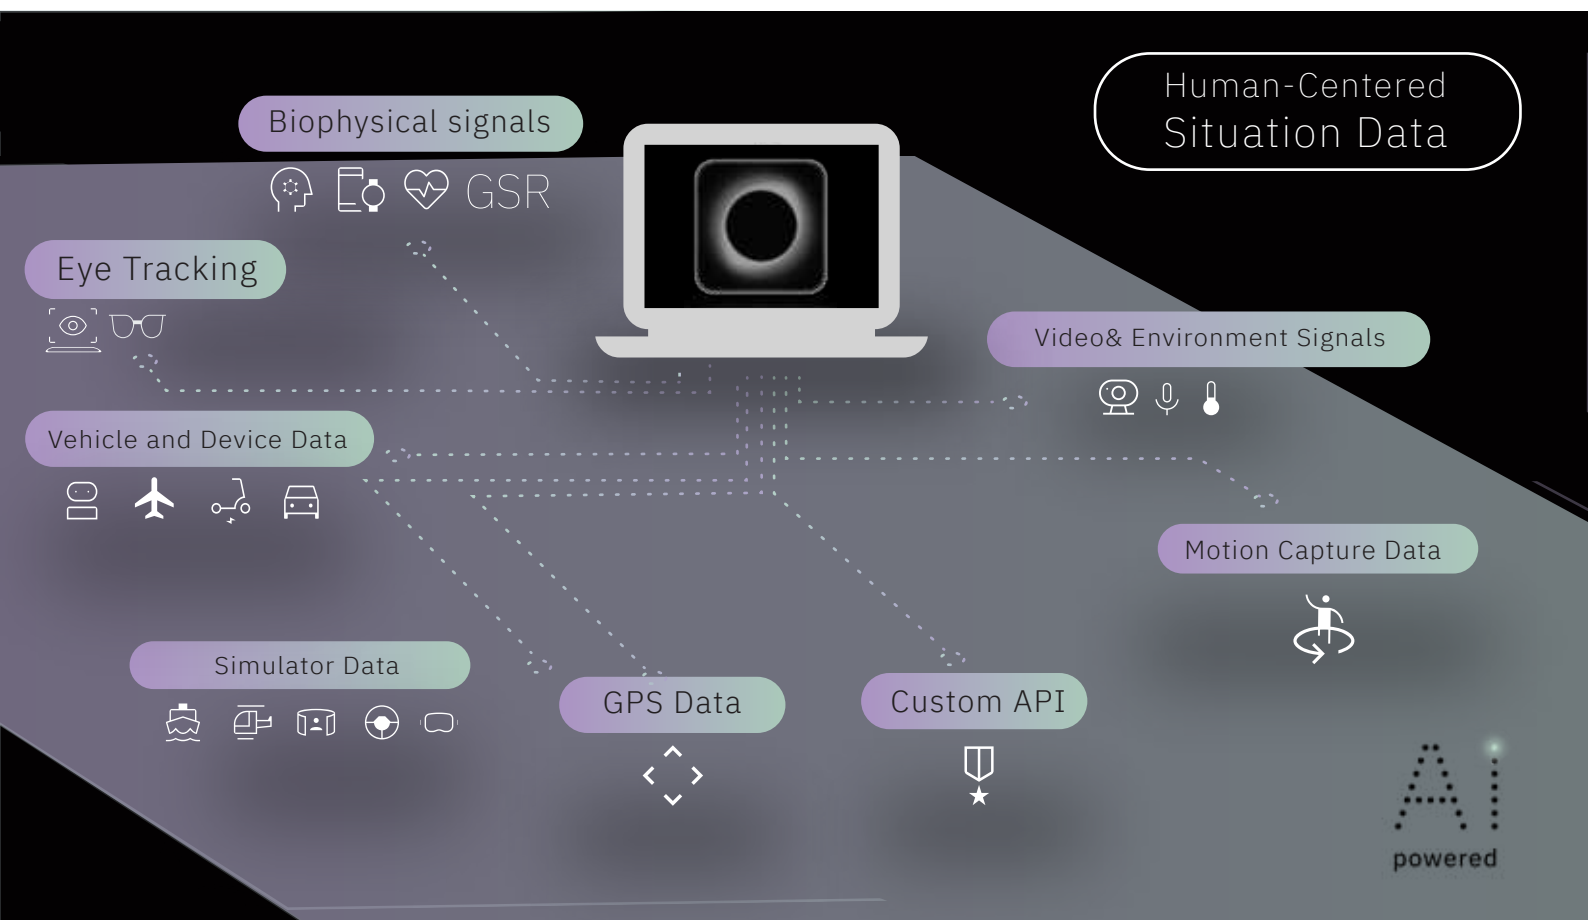 Human-Centered
Situation Data
Biophysical signals
GSR
Eye Tracking
Video& Environment Signals
Vehicle and Device Data
Motion Capture Data
Simulator Data
GPS Data
Custom API
AI
powered